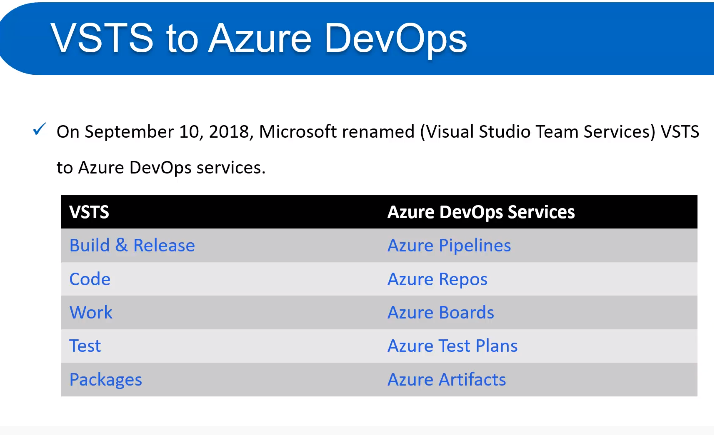 VSTS to Azure DevOps
✓ On September 10, 2018, Microsoft renamed (Visual Studio Team Services) VSTS
to Azure DevOps services.
VSTS Azure DevOps Services
Build & Release Azure Pipelines
Code Azure Repos
Work Azure Boards
Test Azure Test Plans
Packages Azure Artifacts